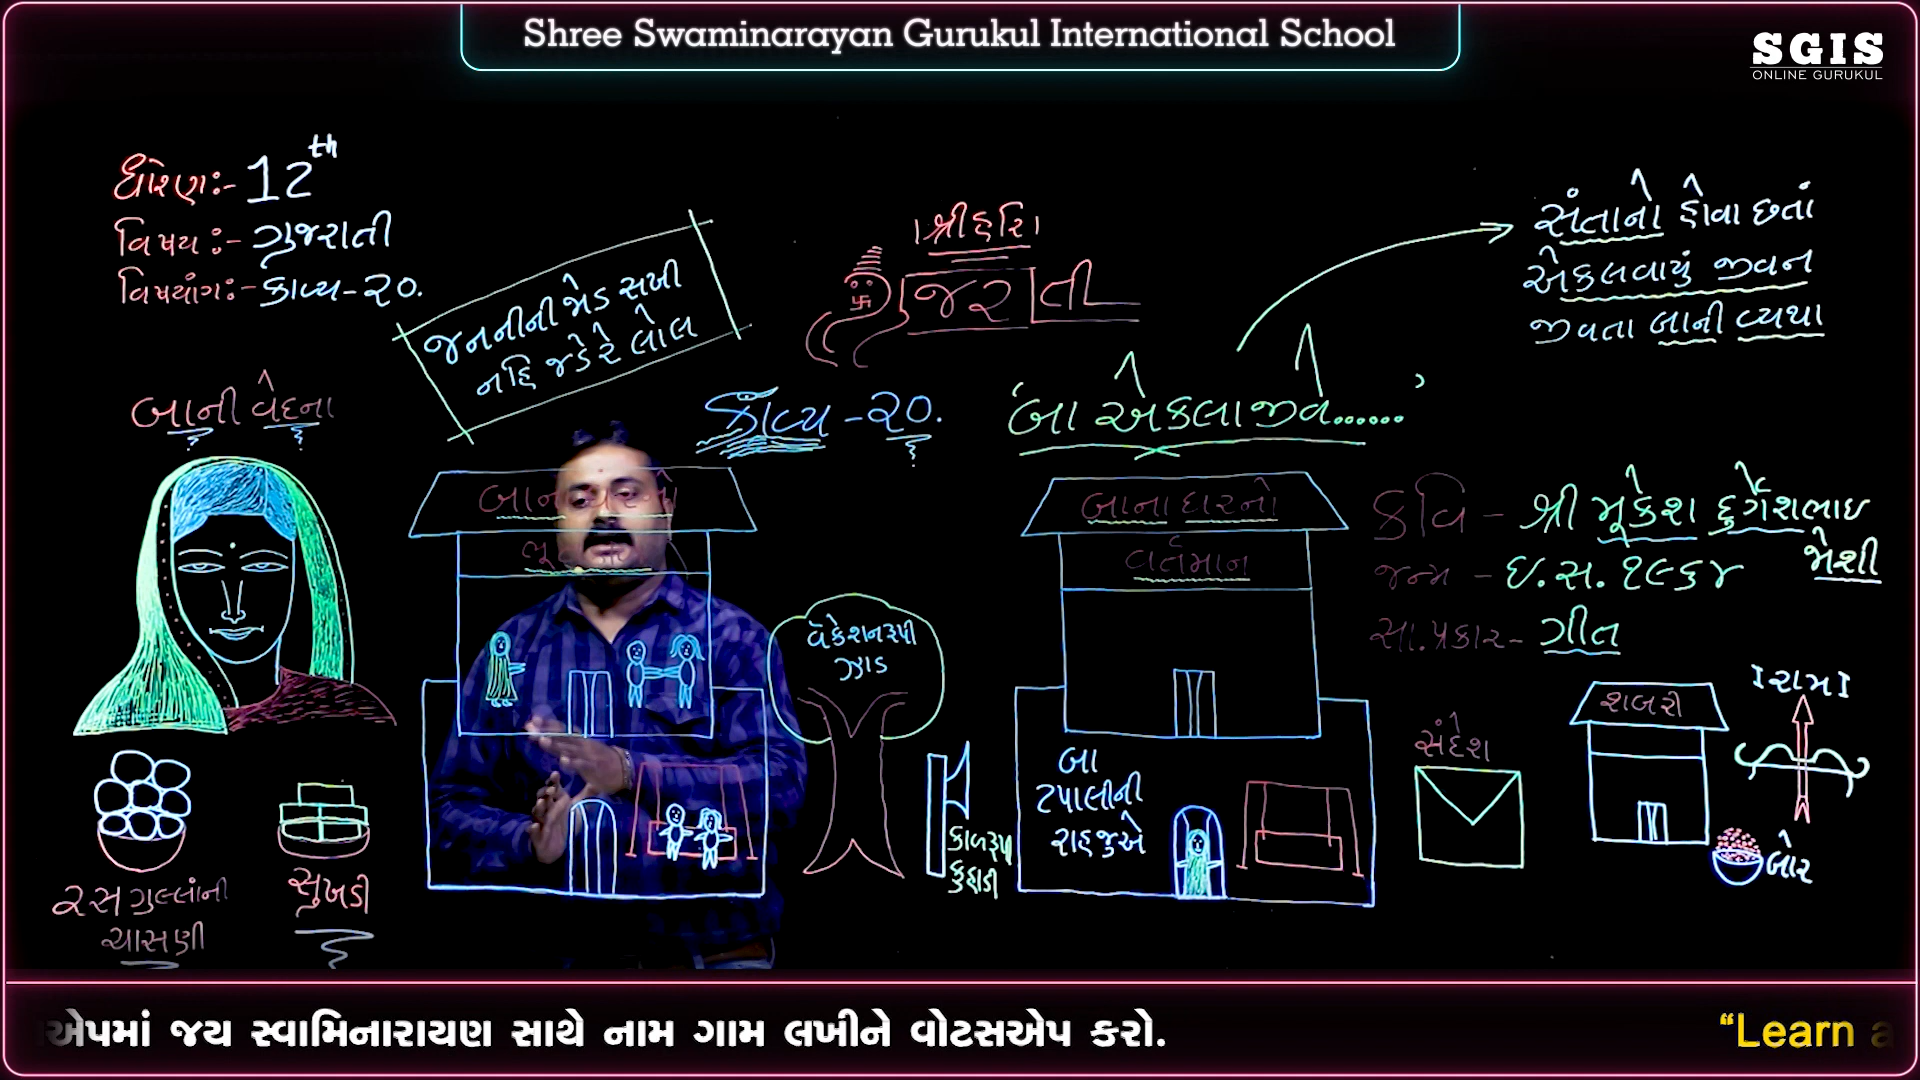 Shree Swaminarayan Gurukul International School
SGIS
ONLINE GURUKUL
ધોરણ:- 12th
વિષય:- ગુજરાતી
વિષયાંગ:- કાવ્ય-૨૦.
જનનીની જોડ સખી
નહિ જડે રે લોલ
।શ્રીહરિ।
જરાતી
સંતાનો હોવા છતાં
એકલવાયું જીવન
જીવતા બાની વ્યથા
કાવ્ય-૨૦.
'બા એકલા જીવે......'
બાની વેદના
બાના ઘરનો
વર્તમાન
કવિ - શ્રી મૂકેશ દુર્ગેશભાઇ
જોશી
જન્મ - ઇ.સ. ૧૯૬૪
સા.પ્રકાર- ગીત
વૅકેશનરૂપી
ઝાડ
કાળરૂપી
કુહાડી
બા
ટપાલીની
રાહ જુએ
સંદેશ
શબરી
રામ
બોર
રસગુલ્લાંની
ચાસણી
સુખડી
એપમાં જય સ્વામિનારાયણ સાથે નામ ગામ લખીને વોટસએપ કરો.
“Learn a